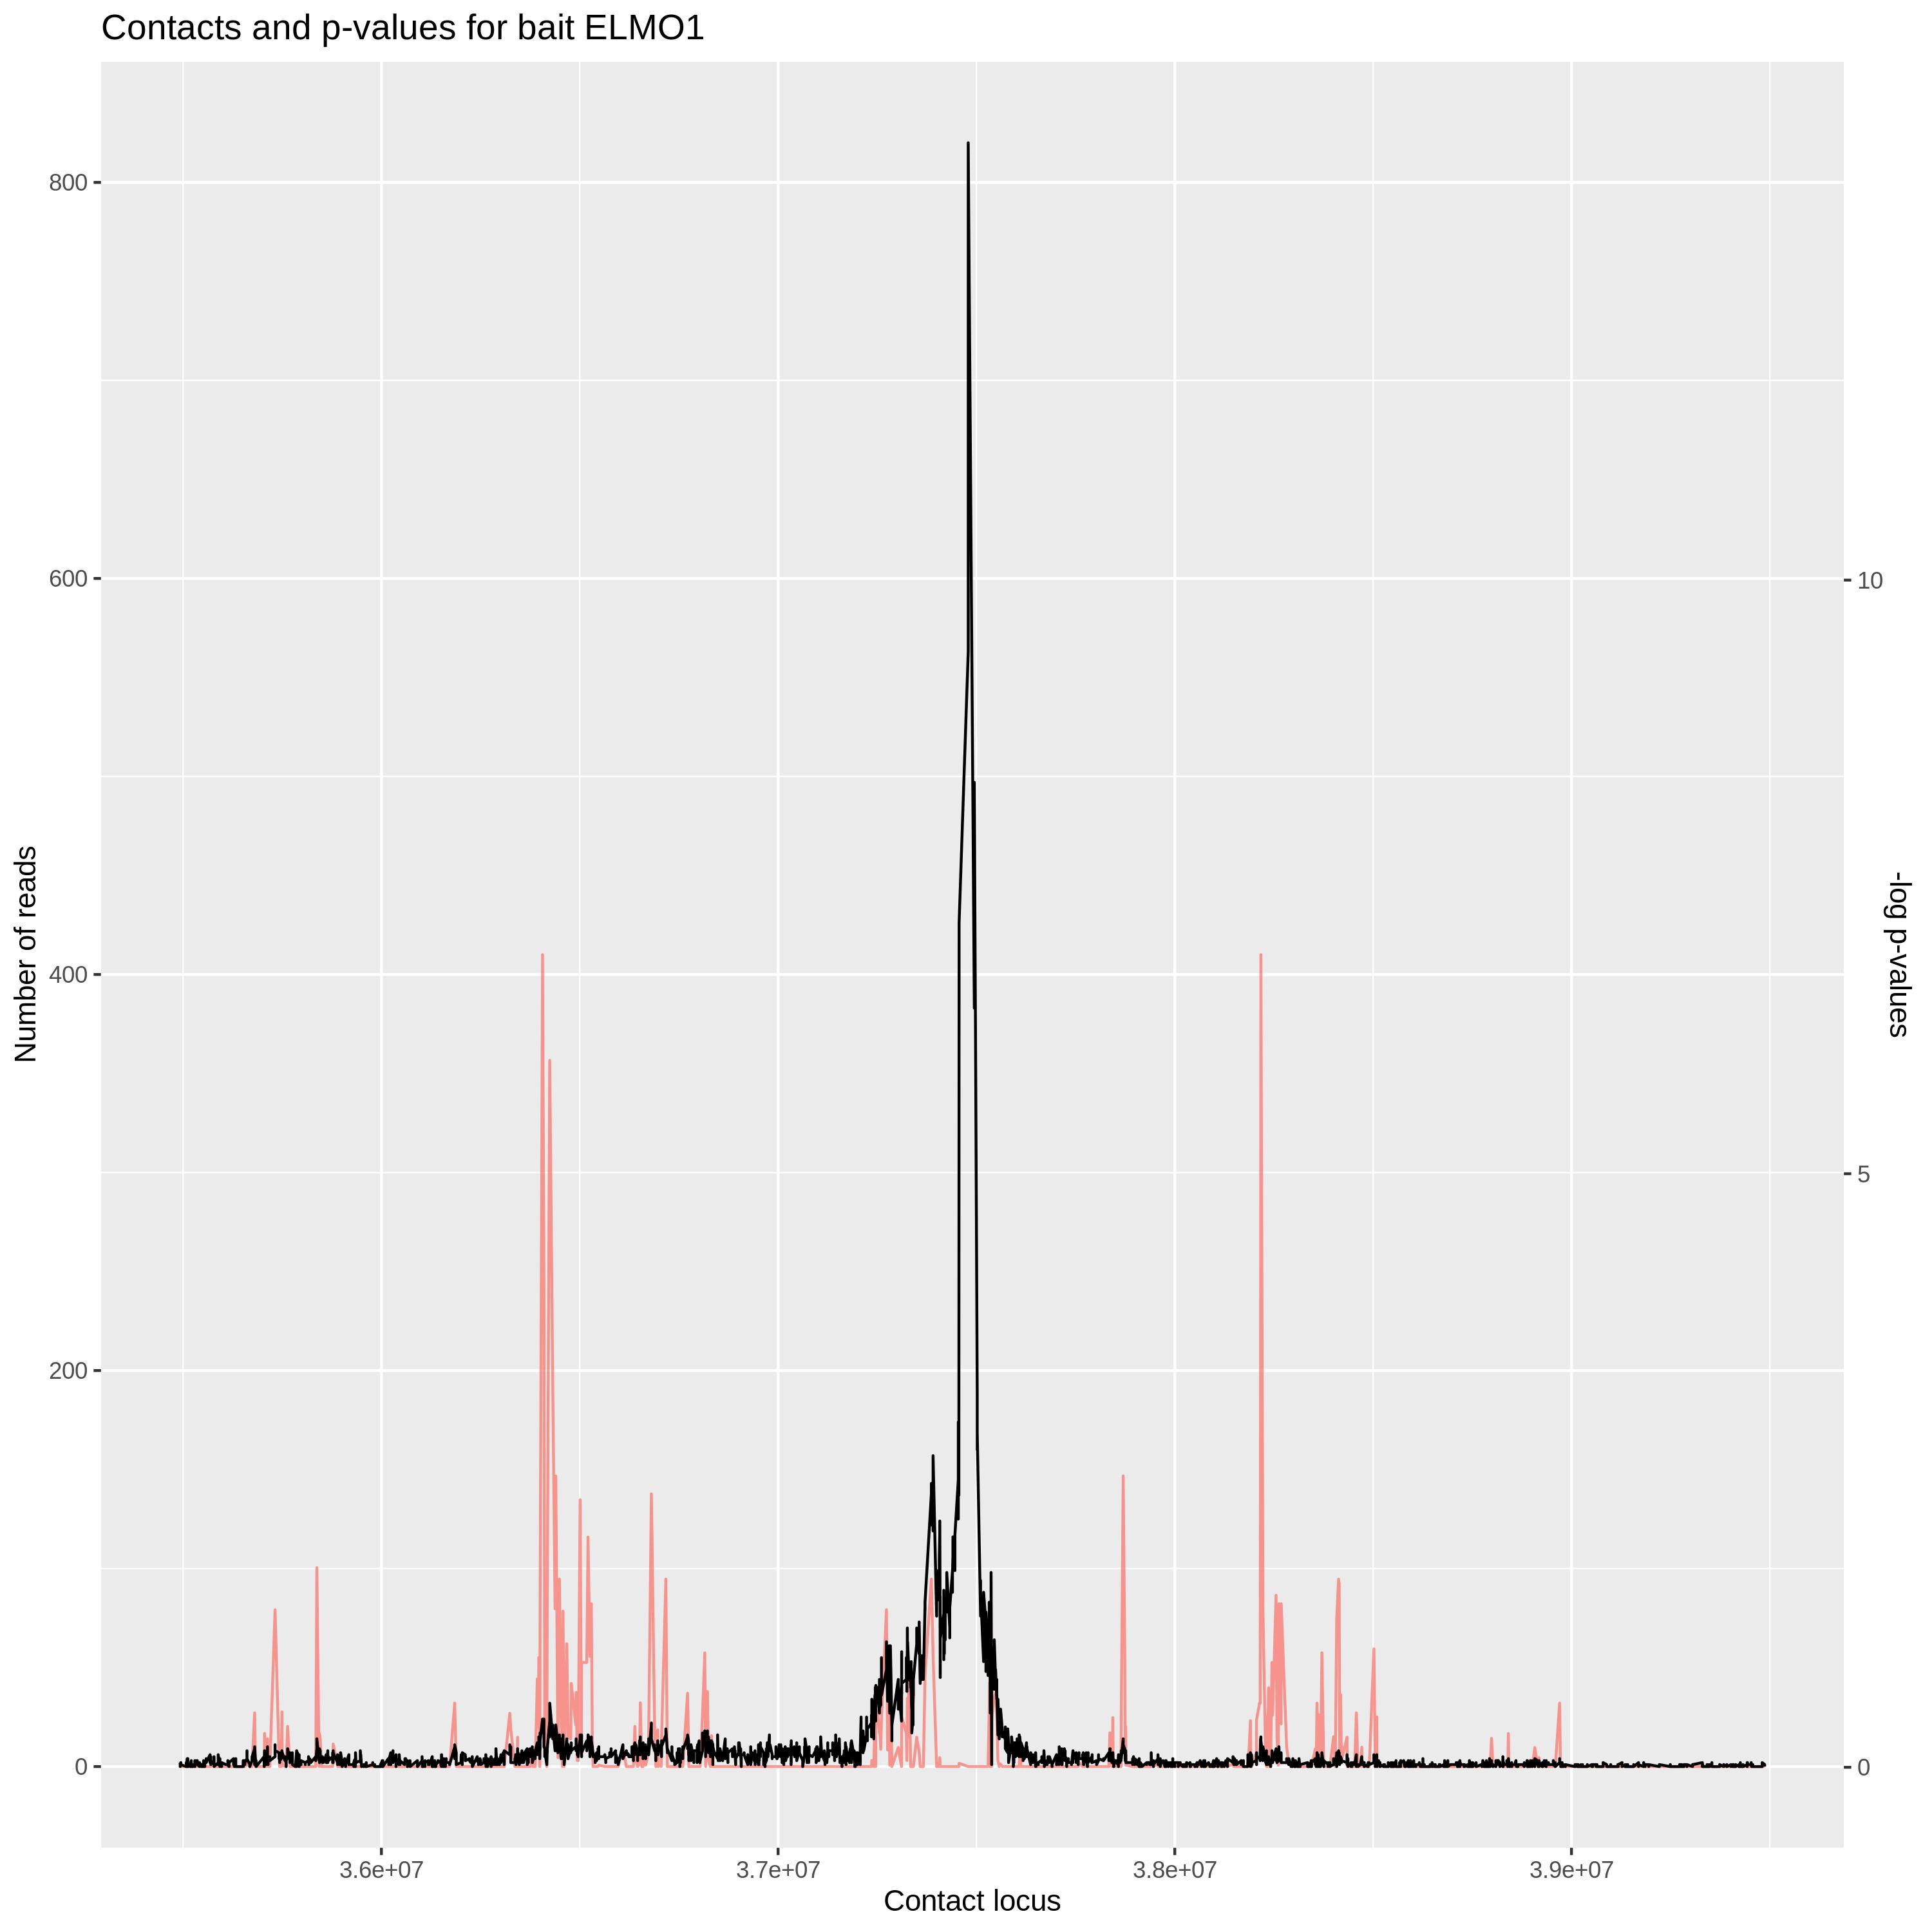 Contacts and p-values for bait ELMO1
800
600
400
200
0
Number of reads
10
5
0
-log p-values
3.6e+07
3.7e+07
3.8e+07
3.9e+07
Contact locus